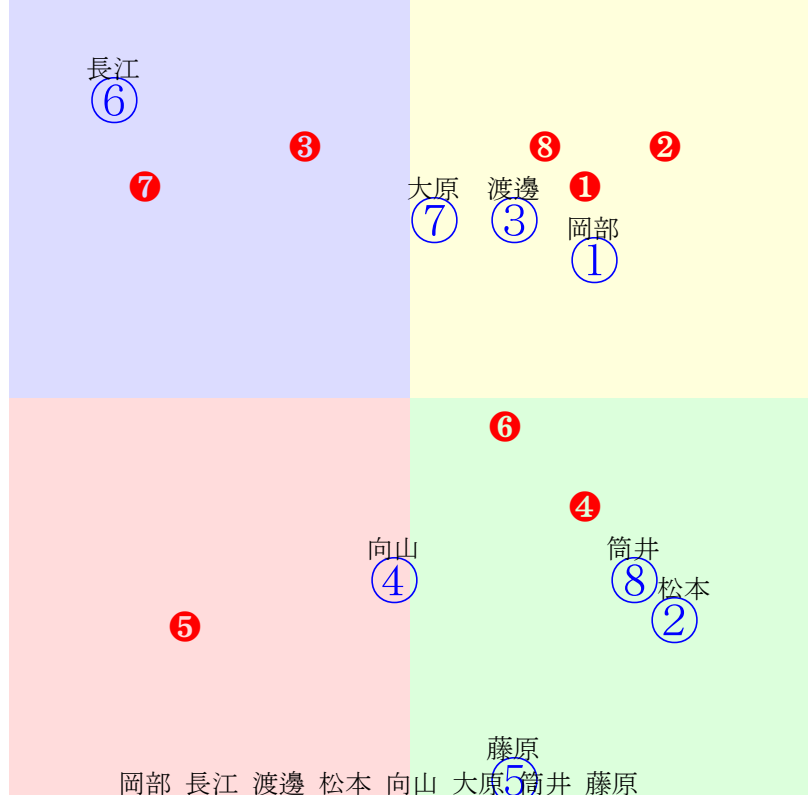 長江
⑥
❸
❽
❷
❼
❶
大原
渡邊
⑦
③
岡部
①
❻
❹
向山
筒井
④
⑧
松本
②
❺
藤原
⑤
岡部 長江 渡邊 松本 向山 大原 筒井 藤原